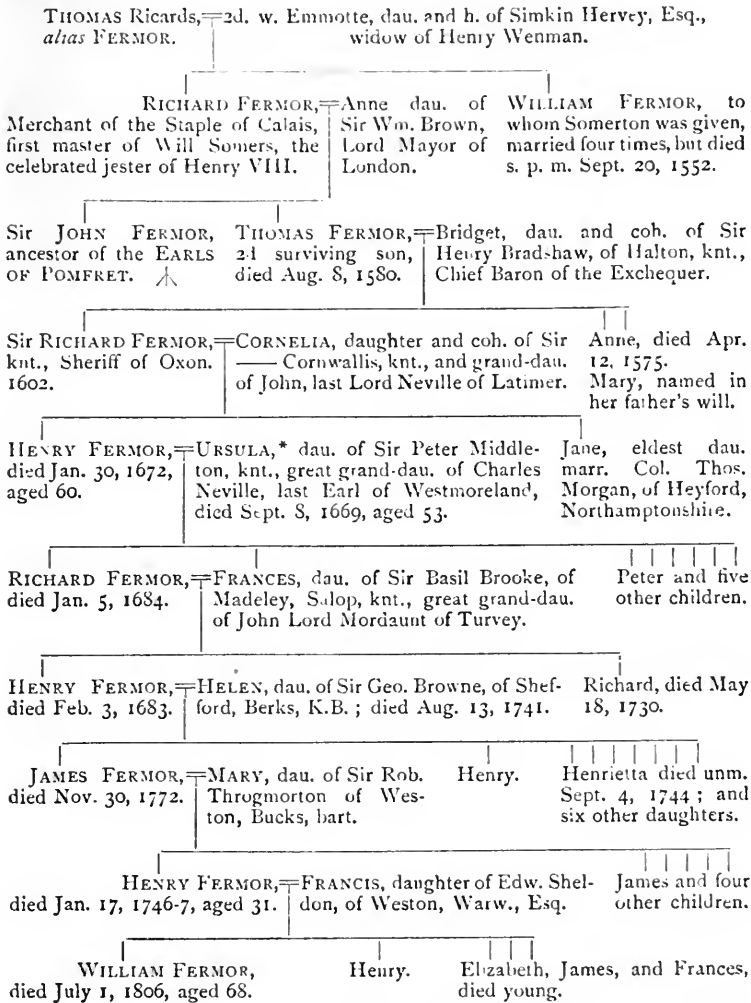 THOMAS Ricards, 2d. w. Emmotte, dau. and h. of Simkin Hervey, Esq.,
alias FERMOR. widow of Henry Wenman.
RICHARD FERMOR, Anne dau. of WILLIAM FERMOR, to
Merchant of the Staple of Calais, Sir Wm. Brown, whom Somerton was given,
first master of Will Somers, the Lord Mayor of married four times, but died
celebrated jester of Henry VIII. London. s. p. m. Sept. 20, 1552.
Sir JOHN FERMOR, THOMAS FERMOR, Bridget, dau. and coh. of Sir
ancestor of the EARLS 2d surviving son, Henry Bradshaw, of Halton, knt.,
OF POMFRET. died Aug. 8, 1580. Chief Baron of the Exchequer.
Sir RICHARD FERMOR, CORNELIA, daughter and coh. of Sir Anne, died Apr.
knt., Sheriff of Oxon. —— Cornwallis, knt., and grand-dau. 12, 1575.
1602. of John, last Lord Neville of Latimer. Mary, named in
her father's will.
HENRY FERMOR, URSULA,* dau. of Sir Peter Middle- Jane, eldest dau.
died Jan. 30, 1672, ton, knt., great grand-dau. of Charles marr. Col. Thos.
aged 60. Neville, last Earl of Westmoreland, Morgan, of Heyford,
died Sept. 8, 1669, aged 53. Northamptonshire.
RICHARD FERMOR, FRANCES, dau. of Sir Basil Brooke, of Peter and five
died Jan. 5, 1684. Madeley, Salop, knt., great grand-dau. other children.
of John Lord Mordaunt of Turvey.
HENRY FERMOR, HELEN, dau. of Sir Geo. Browne, of Shef- Richard, died May
died Feb. 3, 1683. ford, Berks, K.B. ; died Aug. 13, 1741. 18, 1730.
JAMES FERMOR, MARY, dau. of Sir Rob. Henry. Henrietta died unm.
died Nov. 30, 1772. Throgmorton of Wes- Sept. 4, 1744 ; and
ton, Bucks, bart. six other daughters.
HENRY FERMOR, FRANCIS, daughter of Edw. Shel- James and four
died Jan. 17, 1746-7, aged 31. don, of Weston, Warw., Esq. other children.
WILLIAM FERMOR, Henry. Elizabeth, James, and Frances,
died July 1, 1806, aged 68. died young.